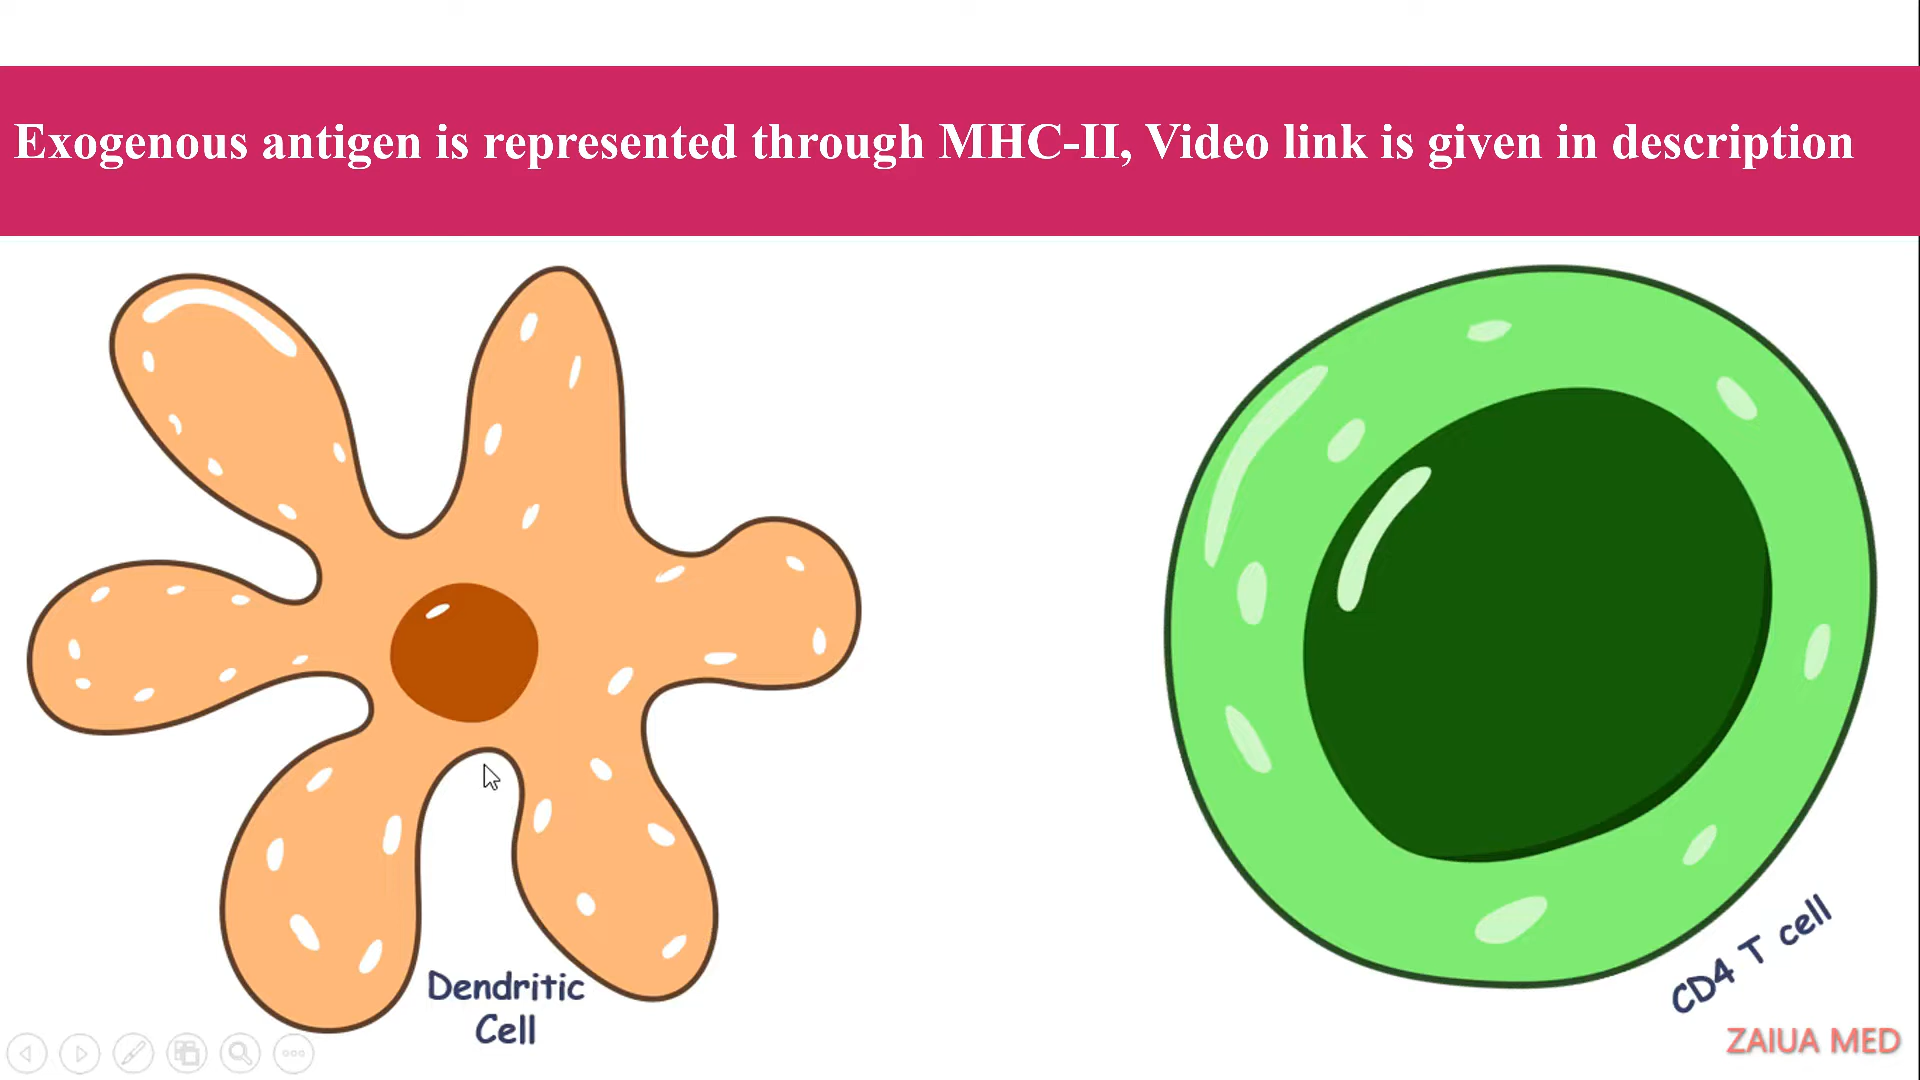 Exogenous antigen is represented through MHC-II, Video link is given in description
Dendritic
Cell
CD4 T cell
ZAIUA MED